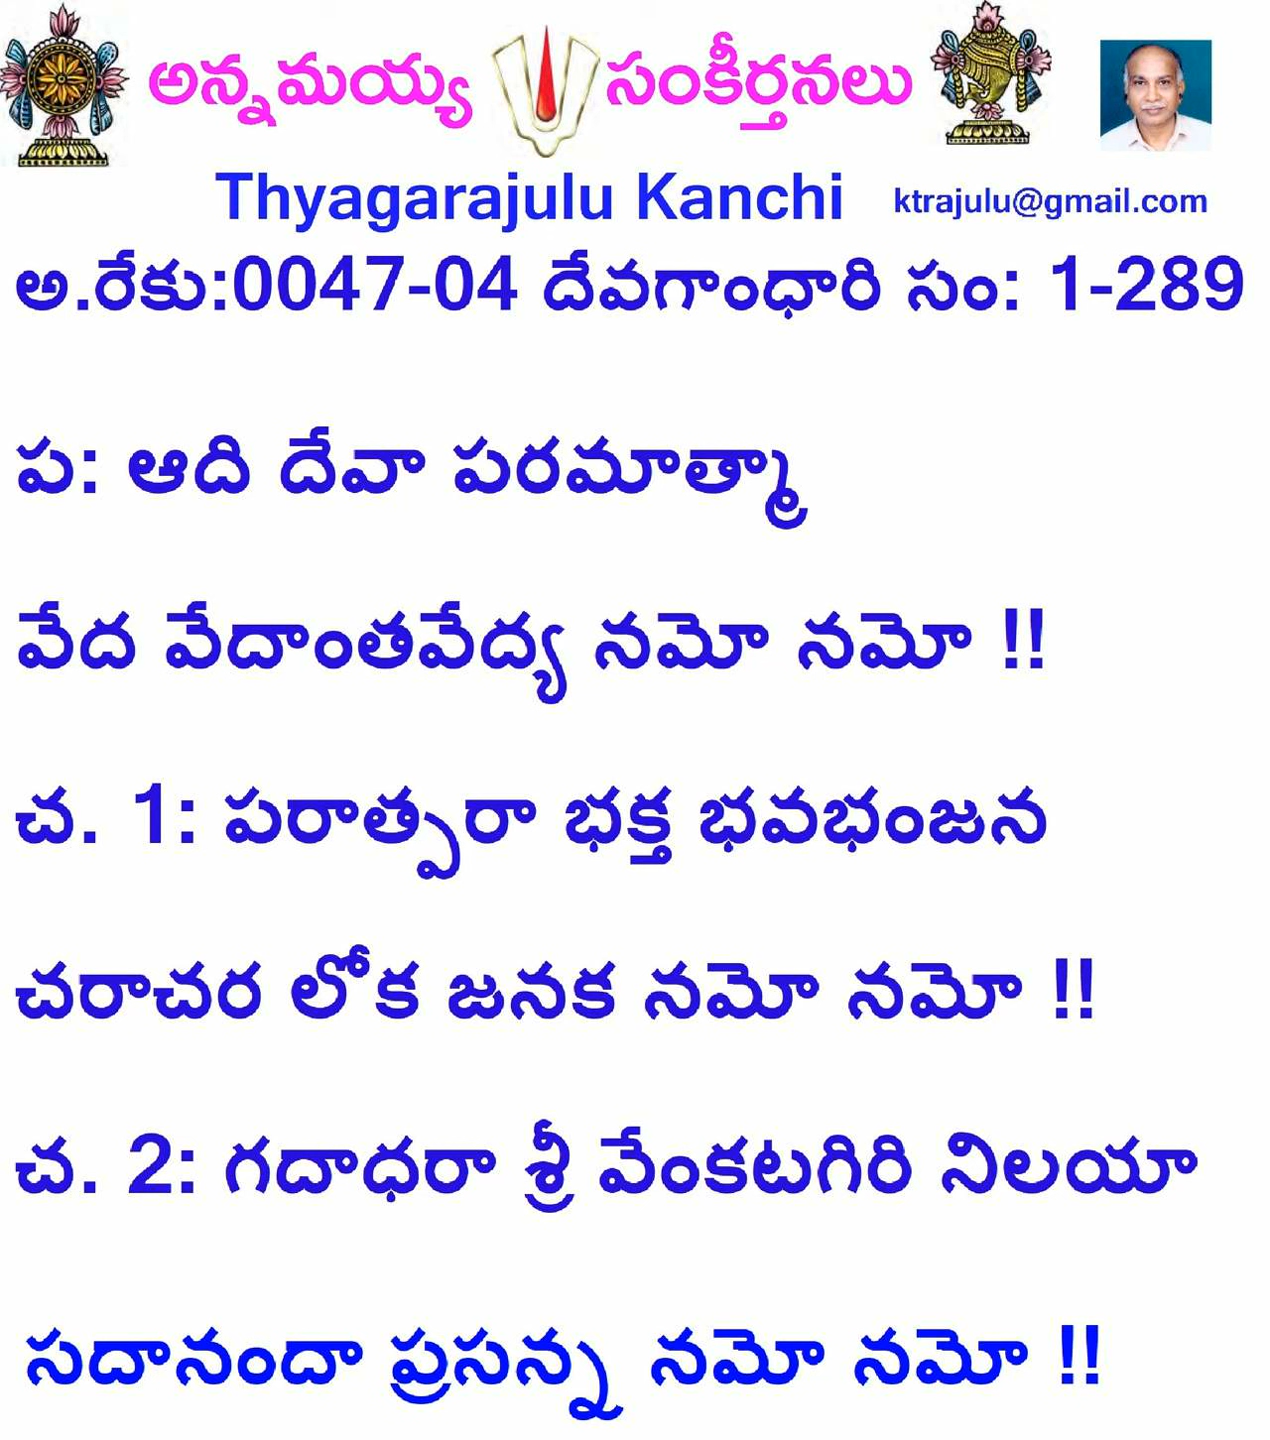 అన్నమయ్య సంకీర్తనలు
Thyagarajulu Kanchi ktrajulu@gmail.com
అ.రేకు:0047-04 దేవగాంధారి సం: 1-289
ప: ఆది దేవా పరమాత్మా
వేద వేదాంతవేద్య నమో నమో !!
చ. 1: పరాత్పరా భక్త భవభంజన
చరాచర లోక జనక నమో నమో !!
చ. 2: గదాధరా శ్రీ వేంకటగిరి నిలయా
సదానందా ప్రసన్న నమో నమో !!